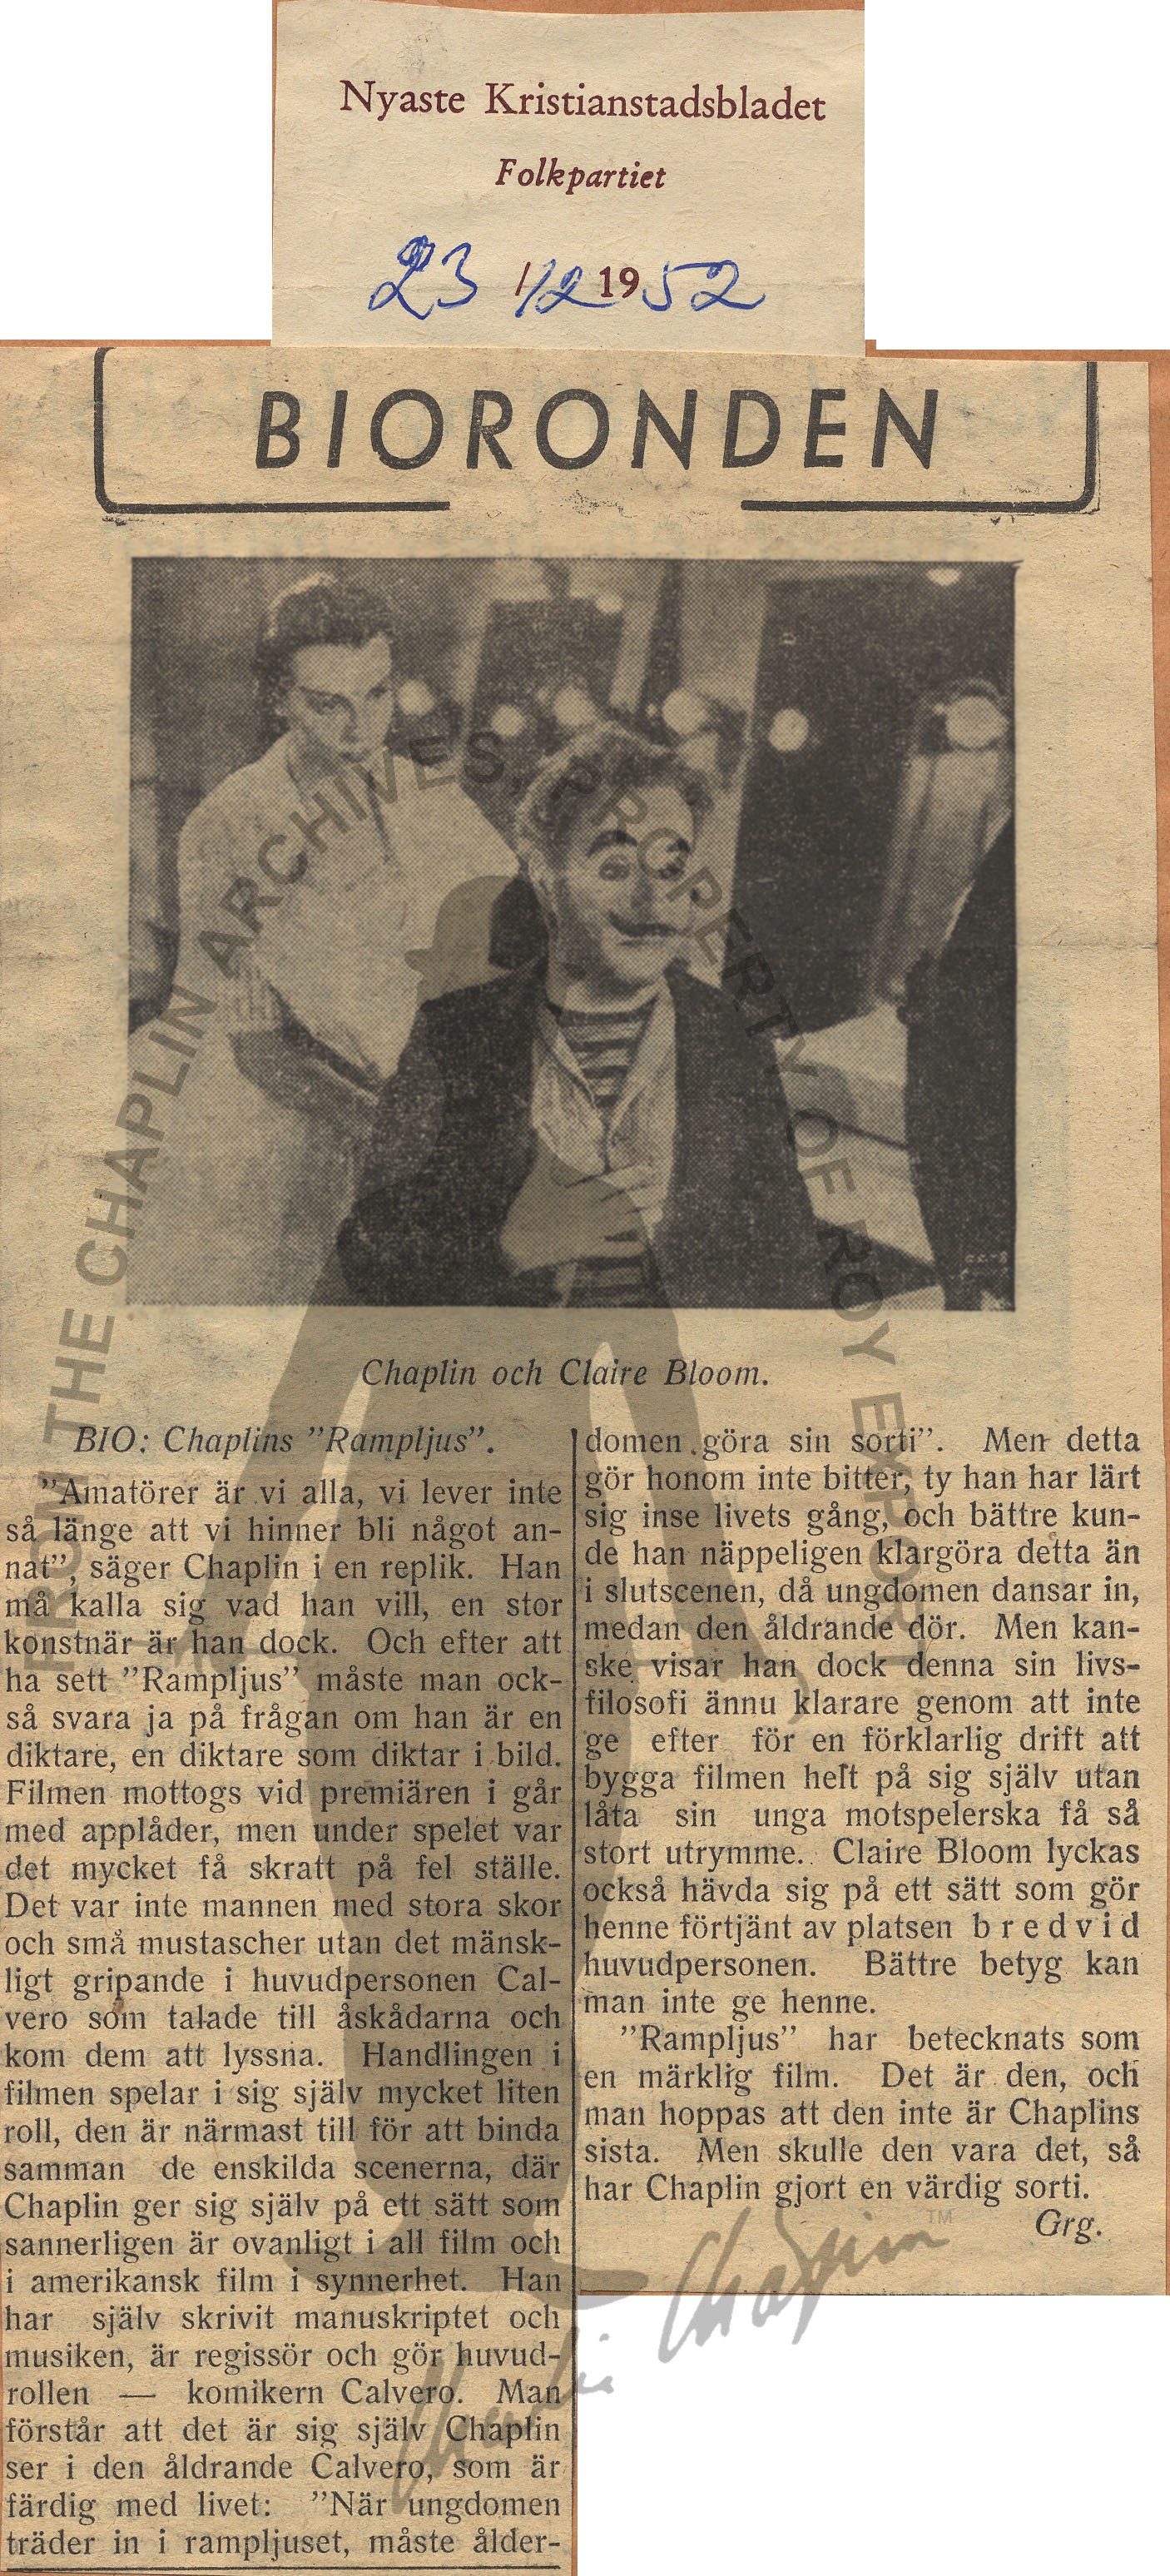 Nyaste Kristianstadsbladet
Folkpartiet
23/12 1952
BIORONDEN
Chaplin och Claire Bloom.
BIO: Chaplins ”Rampljus”.
”Amatörer är vi alla, vi lever inte
så länge att vi hinner bli något an-
nat”, säger Chaplin i en replik. Han
må kalla sig vad han vill, en stor
konstnär är han dock. Och efter att
ha sett ”Rampljus” måste man ock-
så svara ja på frågan om han är en
diktare, en diktare som diktar i bild.
Filmen mottogs vid premiären i går
med applåder, men under spelet var
det mycket få skratt på fel ställe.
Det var inte mannen med stora skor
och små mustascher utan det mänsk-
ligt gripande i huvudpersonen Cal-
vero som talade till åskådarna och
kom dem att lyssna. Handlingen i
filmen spelar i sig själv mycket liten
roll, den är närmast till för att binda
samman de enskilda scenerna, där
Chaplin ger sig själv på ett sätt som
sannerligen är ovanligt i all film och
i amerikansk film i synnerhet. Han
har själv skrivit manuskriptet och
musiken, är regissör och gör huvud-
rollen — komikern Calvero. Man
förstår att det är sig själv Chaplin
ser i den åldrande Calvero, som är
färdig med livet: ”När ungdomen
träder in i rampljuset, måste ålder-
domen göra sin sorti”. Men detta
gör honom inte bitter, ty han har lärt
sig inse livets gång, och bättre kun-
de han näppeligen klargöra detta än
i slutscenen, då ungdomen dansar in,
medan den åldrande dör. Men kan-
ske visar han dock denna sin livs-
filosofi ännu klarare genom att inte
ge efter för en förklarlig drift att
bygga filmen helt på sig själv utan
låta sin unga motspelerska få så
stort utrymme. Claire Bloom lyckas
också hävda sig på ett sätt som gör
henne förtjänt av platsen bredvid
huvudpersonen. Bättre betyg kan
man inte ge henne.
”Rampljus” har betecknats som
en märklig film. Det är den, och
man hoppas att den inte är Chaplins
sista. Men skulle den vara det, så
har Chaplin gjort en värdig sorti.
Grg.
FROM THE CHAPLIN ARCHIVES, PROPERTY OF ROY EXPORT
Charlie Chaplin™